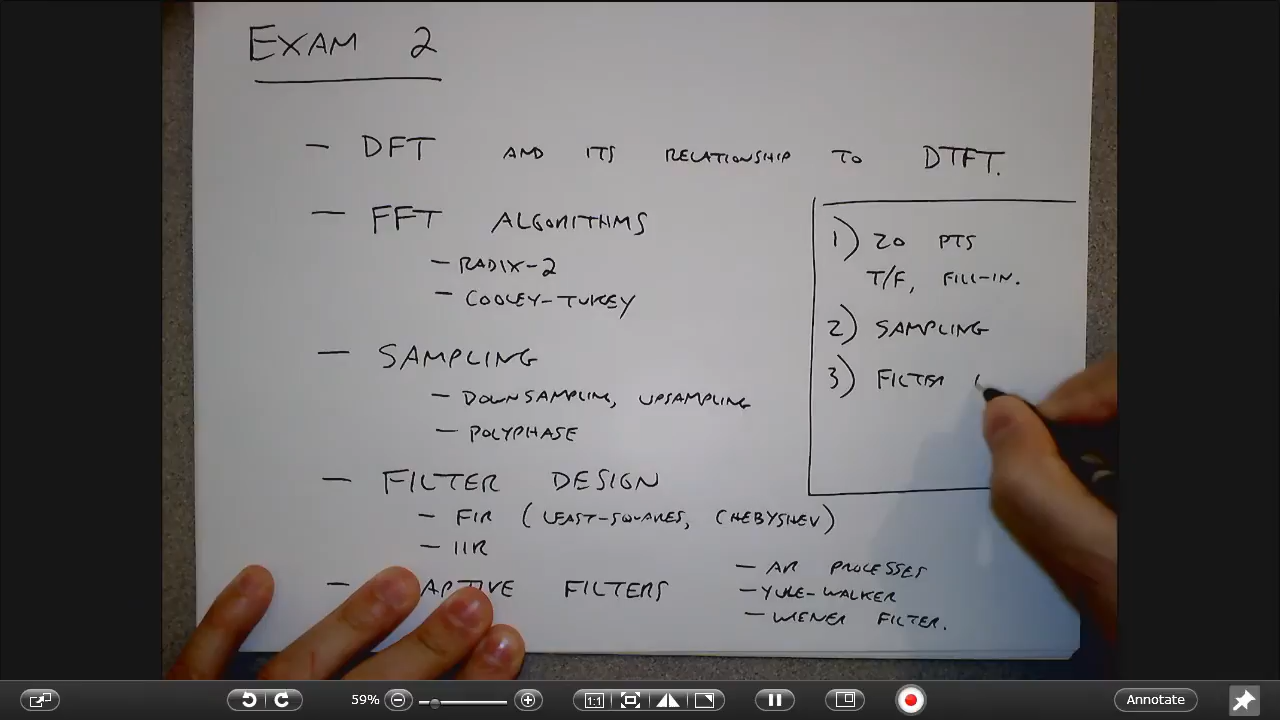 EXAM 2
- DFT AND ITS RELATIONSHIP TO DTFT.
- FFT ALGORITHMS
- RADIX-2
- COOLEY-TUKEY
- SAMPLING
- DOWNSAMPLING, UPSAMPLING
- POLYPHASE
- FILTER DESIGN
- FIR (LEAST-SQUARES, CHEBYSHEV)
- IIR
- APTIVE FILTERS
- AR PROCESSES
- YULE-WALKER
- WIENER FILTER.
1) 20 PTS
T/F, FILL-IN.
2) SAMPLING
3) FILTER
59%
1:1
Annotate